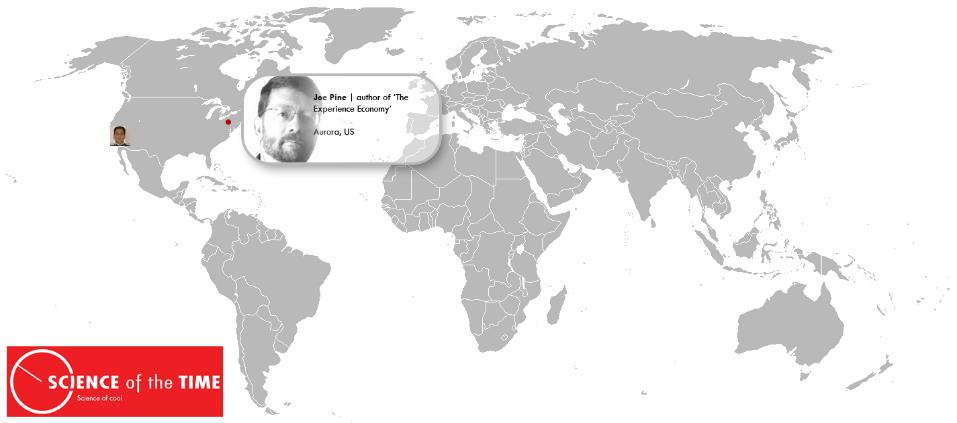 Joe Pine | author of ‘The
Experience Economy’
Aurora, US
SCIENCE of the TIME
Science of cool